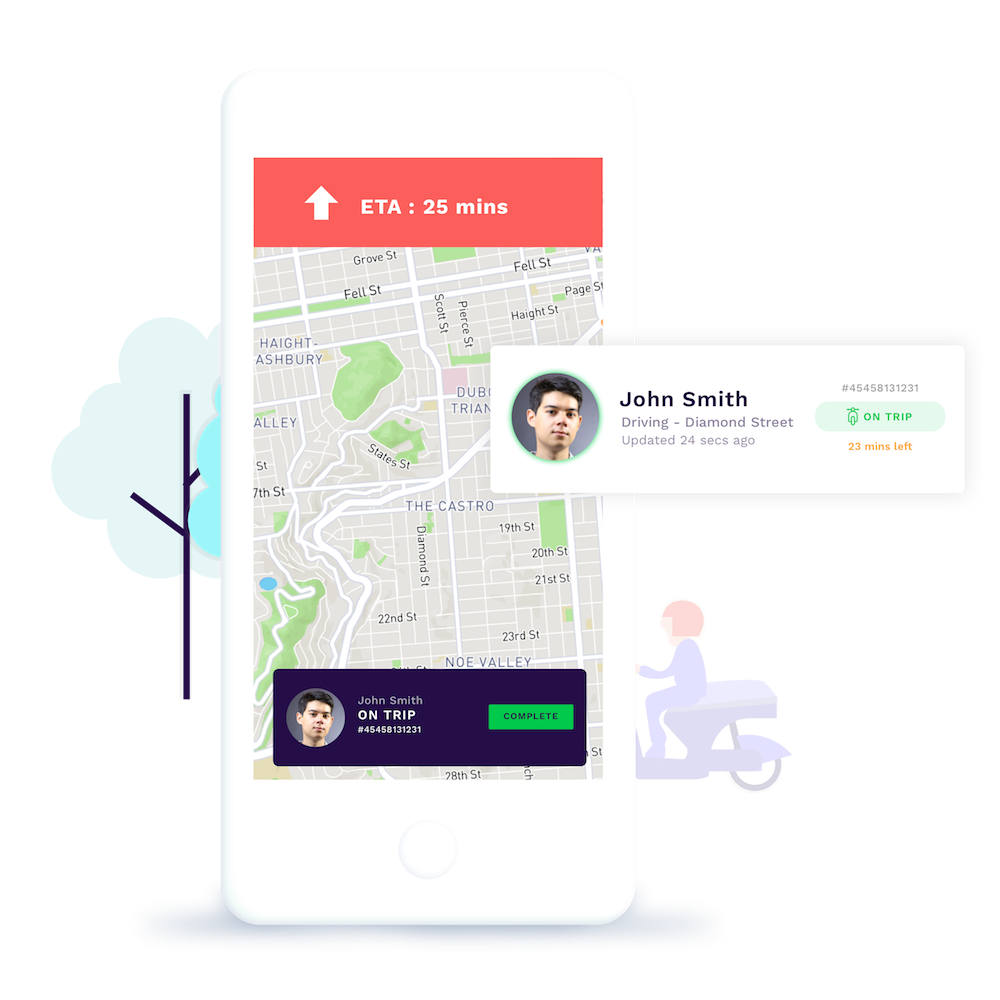 ETA : 25 mins
Grove St
Fell St
Fell St
Page St
Scott St
Pierce St
Haight St
HAIGHT-
ASHBURY
John Smith
Driving - Diamond Street
Updated 24 secs ago
#45458131231
ON TRIP
23 mins left
ALLEY
States St
St
7th St
THE CASTRO
19th St
Diamond St
20th St
21st St
22nd St
23rd St
NOE VALLEY
John Smith
ON TRIP
#45458131231
COMPLETE
St
28th St